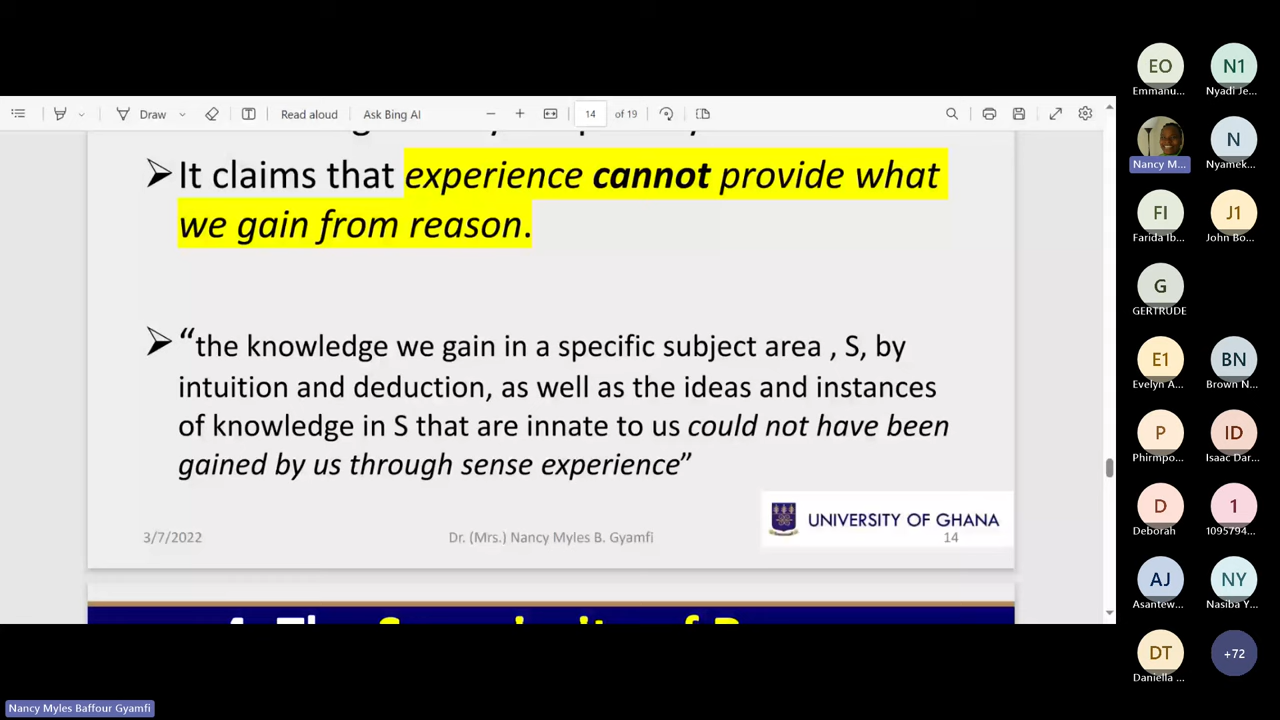 Draw
Read aloud
Ask Bing AI
14
of 19
➢It claims that experience cannot provide what
we gain from reason.
➢“the knowledge we gain in a specific subject area , S, by
intuition and deduction, as well as the ideas and instances
of knowledge in S that are innate to us could not have been
gained by us through sense experience”
UNIVERSITY OF GHANA
3/7/2022
Dr. (Mrs.) Nancy Myles B. Gyamfi
14
EO
Emmanu...
N1
Nyadi Je...
Nancy M...
N
Nyamek...
FI
Farida Ib...
J1
John Bo...
G
GERTRUDE
E1
Evelyn A...
BN
Brown N...
P
Phirmpo...
ID
Isaac Dar...
D
Deborah
1
1095794...
AJ
Asantew...
NY
Nasiba Y...
DT
Daniella ...
+72
Nancy Myles Baffour Gyamfi